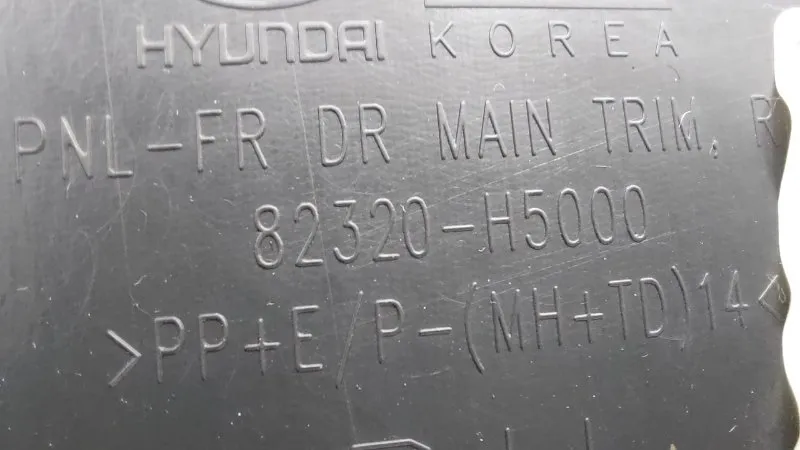 HYUNDAI KOREA
PNL-FR DR MAIN TRIM, R
82320-H5000
>PP+E/P-(MH+TD)14<